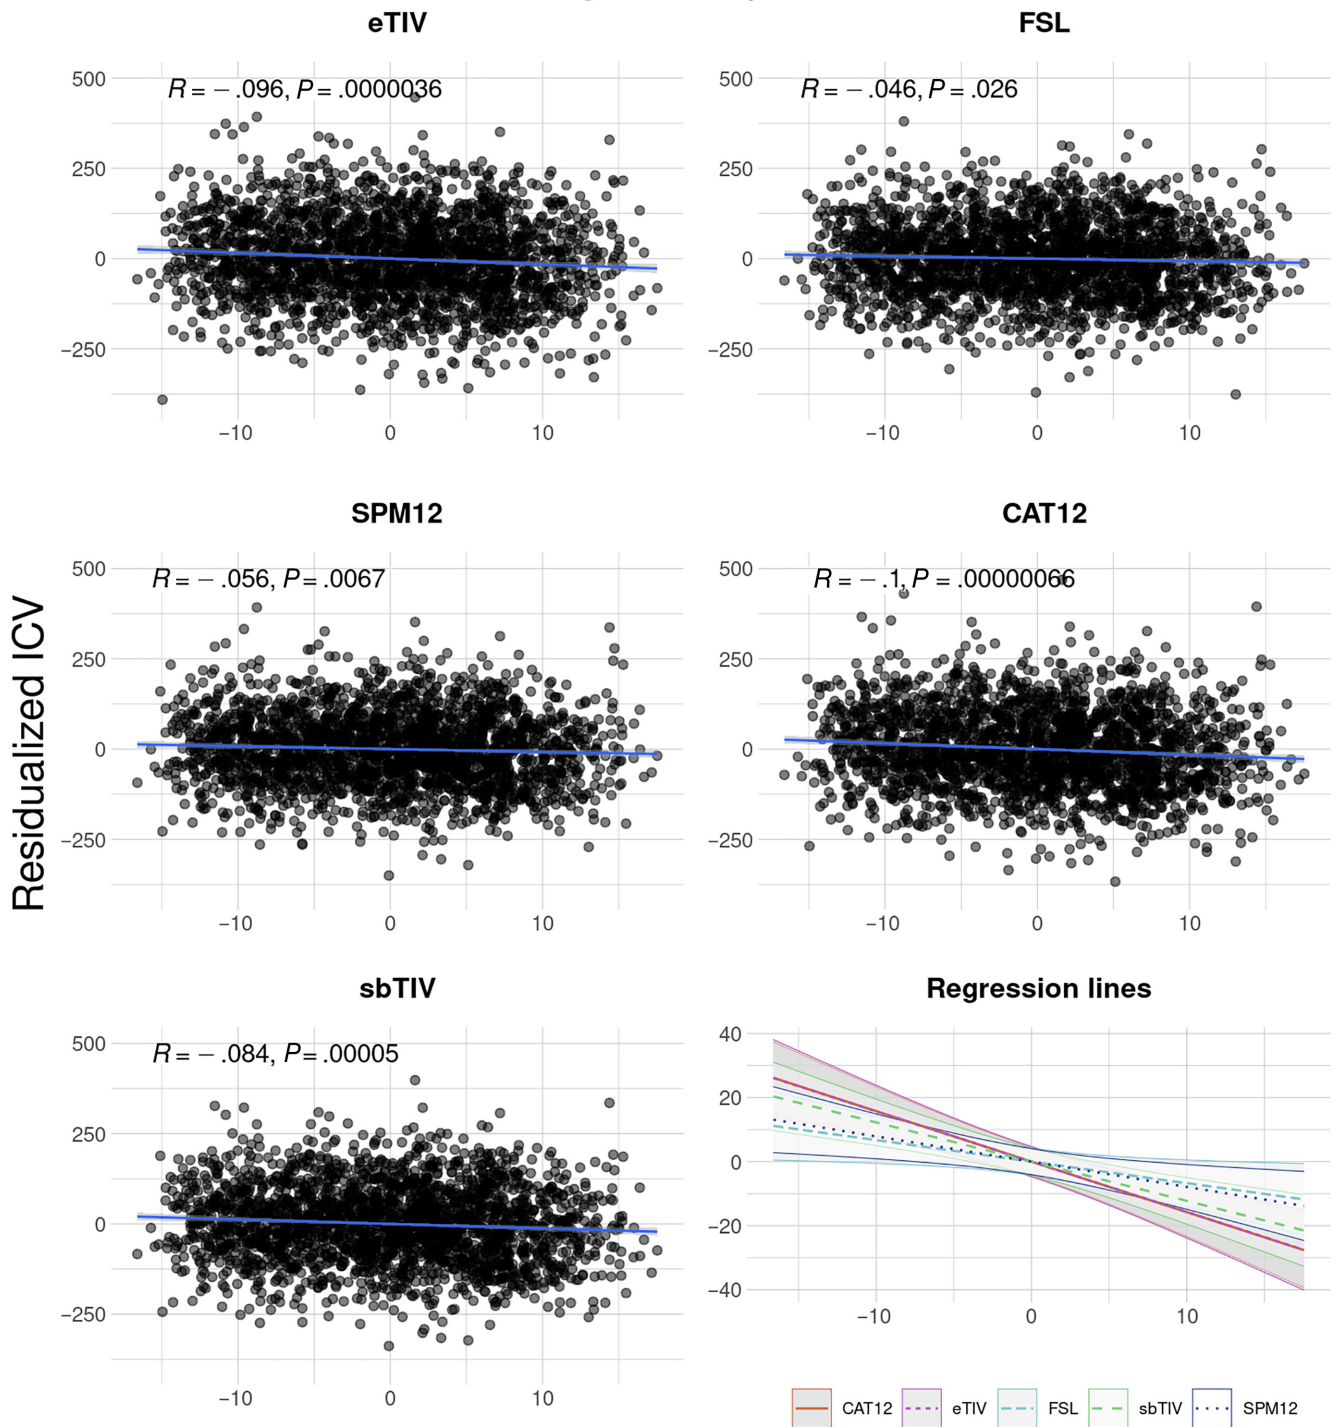 eTIV
FSL
500
R = −.096, P = .0000036
250
0
−250
−10 0 10
500
R = −.046, P = .026
250
0
−250
−10 0 10
SPM12
CAT12
Residualized ICV
500
R = −.056, P = .0067
250
0
−250
−10 0 10
500
R = −.1, P = .00000066
250
0
−250
−10 0 10
sbTIV
Regression lines
500
R = −.084, P = .00005
250
0
−250
−10 0 10
40
20
0
−20
−40
−10 0 10
CAT12 eTIV FSL sbTIV SPM12